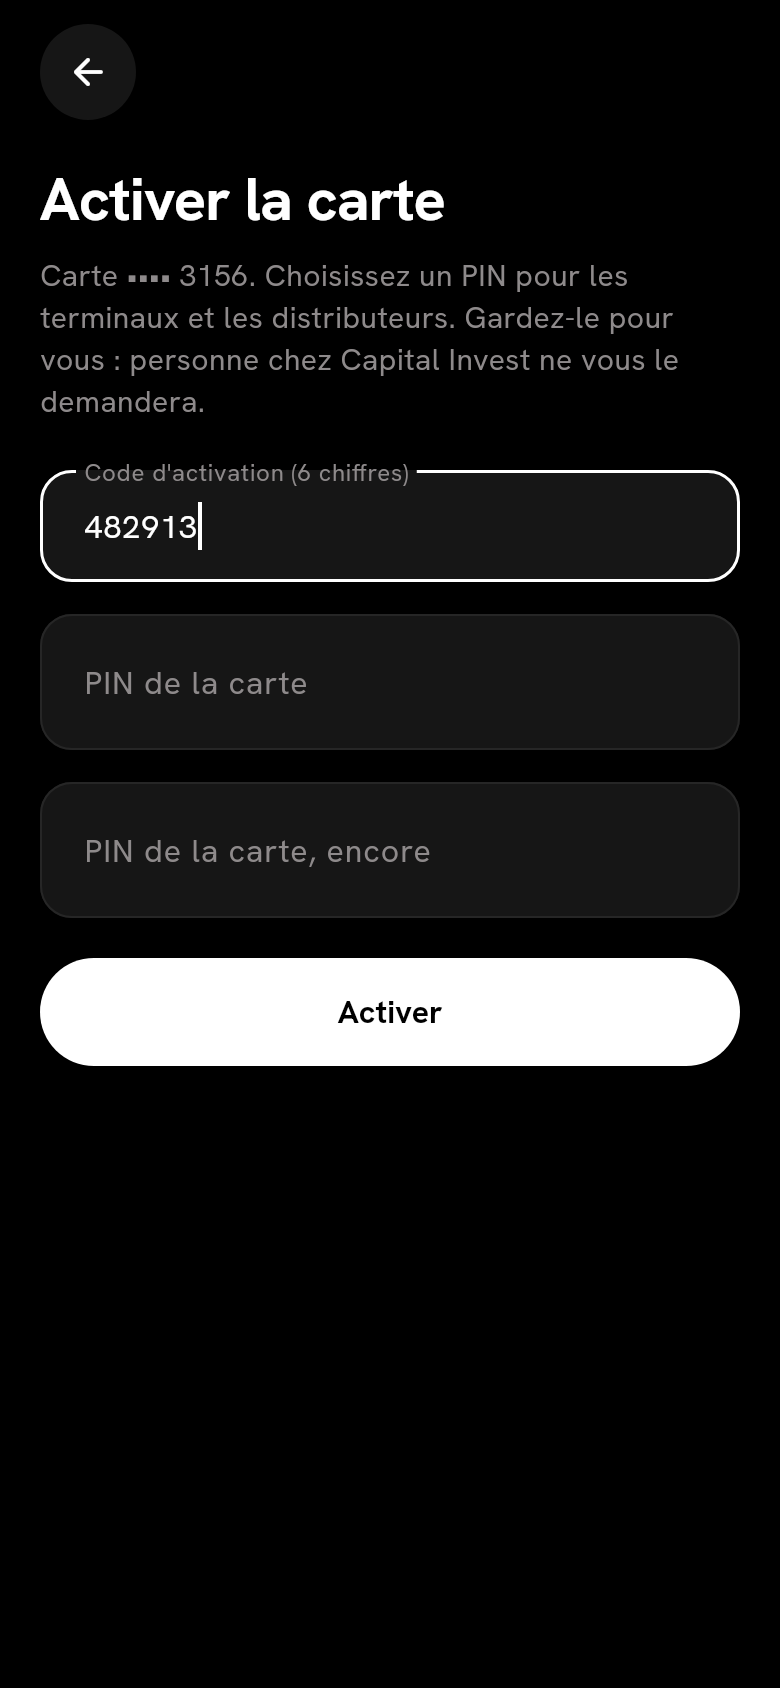 Activer la carte
Carte ▪▪▪▪ 3156. Choisissez un PIN pour les
terminaux et les distributeurs. Gardez-le pour
vous : personne chez Capital Invest ne vous le
demandera.
Code d'activation (6 chiffres)
482913
PIN de la carte
PIN de la carte, encore
Activer